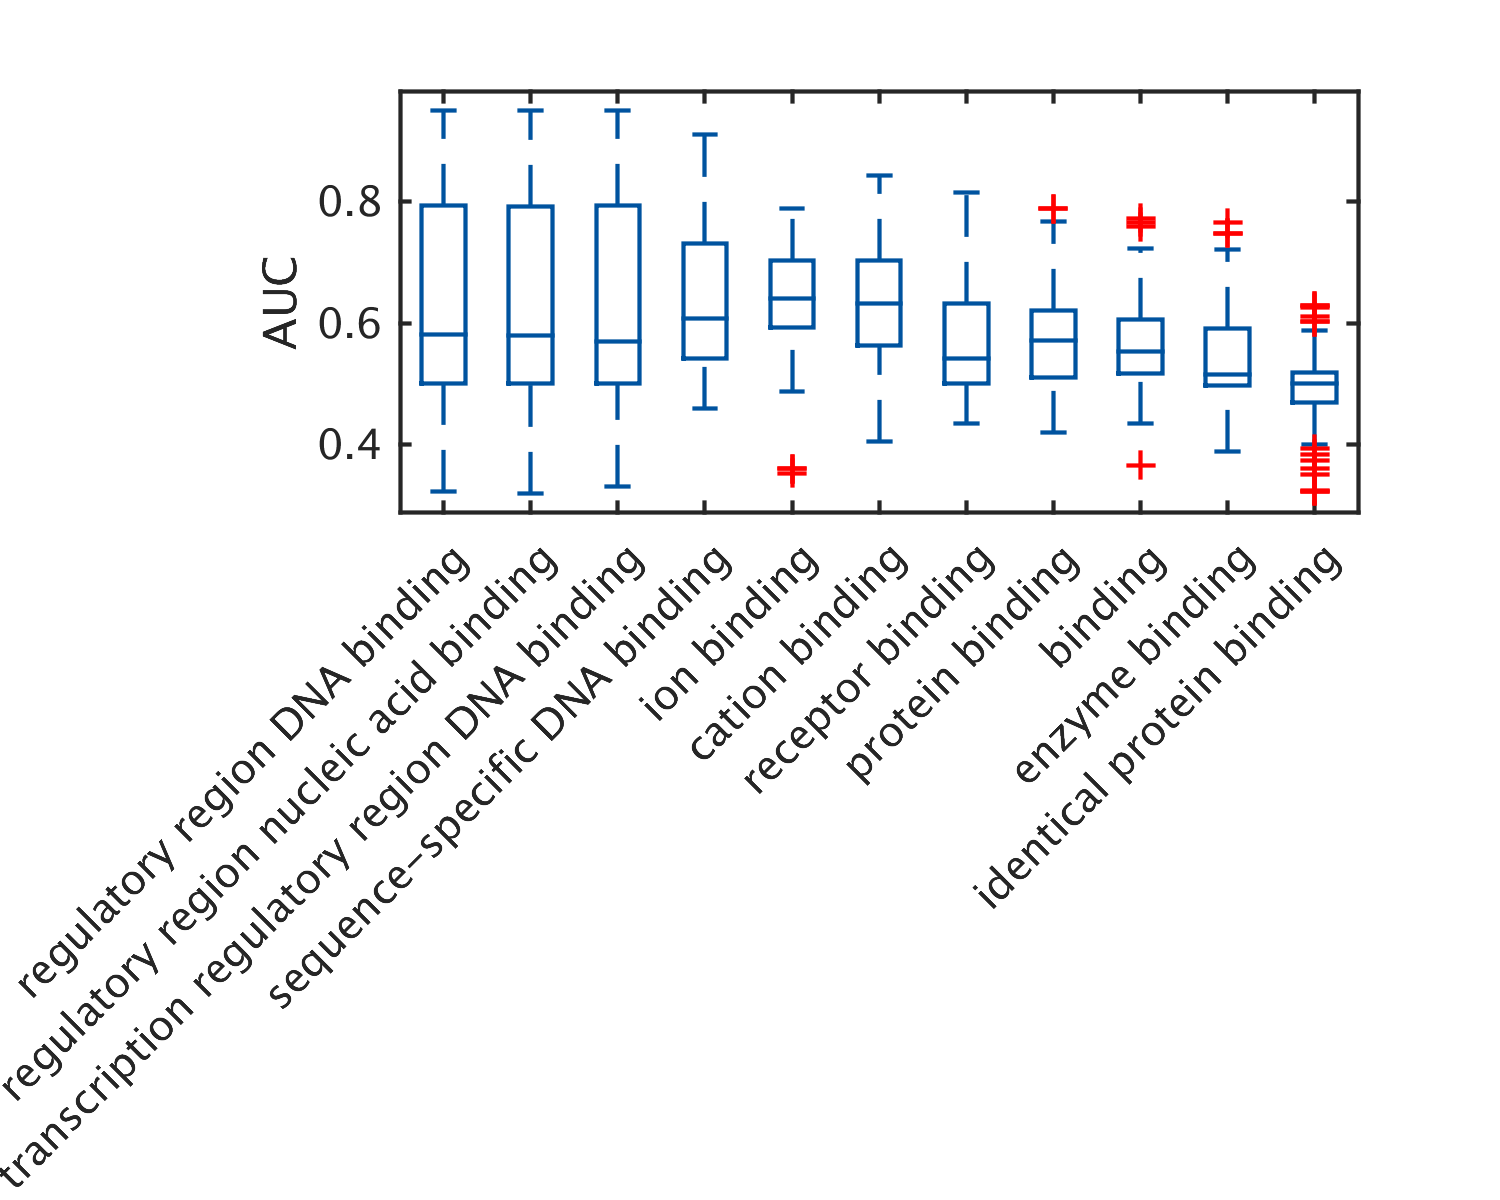 AUC
0.8
0.6
0.4
regulatory region DNA binding
regulatory region nucleic acid binding
transcription regulatory region DNA binding
sequence−specific DNA binding
ion binding
cation binding
receptor binding
protein binding
binding
enzyme binding
identical protein binding